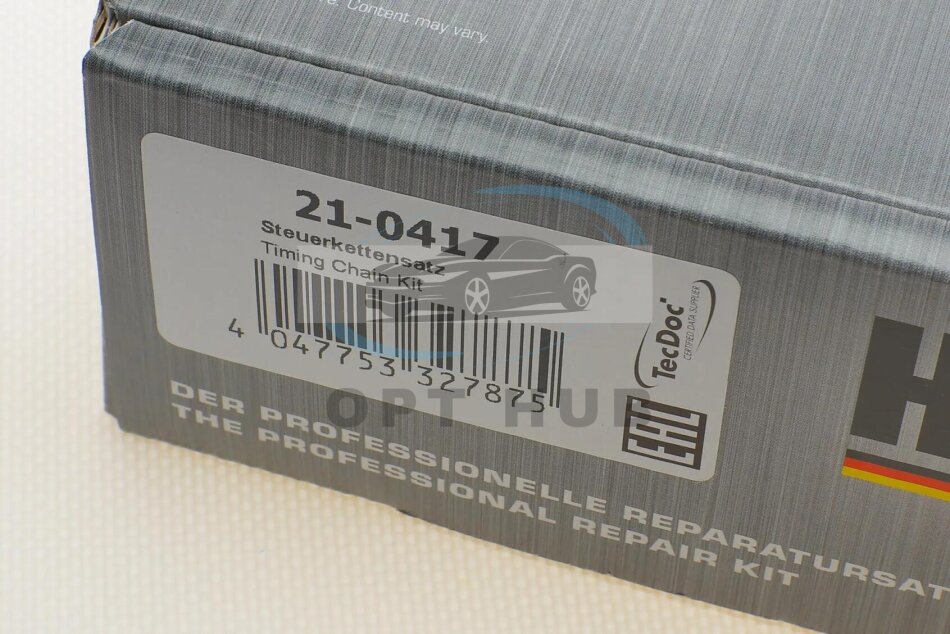 e. Content may vary.
21-0417
Steuerkettensatz
Timing Chain Kit
4 047753 327875
TecDoc
CERTIFIED DATA SUPPLIER
EAC
OPT HUB
H
DER PROFESSIONELLE REPARATURSAT
THE PROFESSIONAL REPAIR KIT